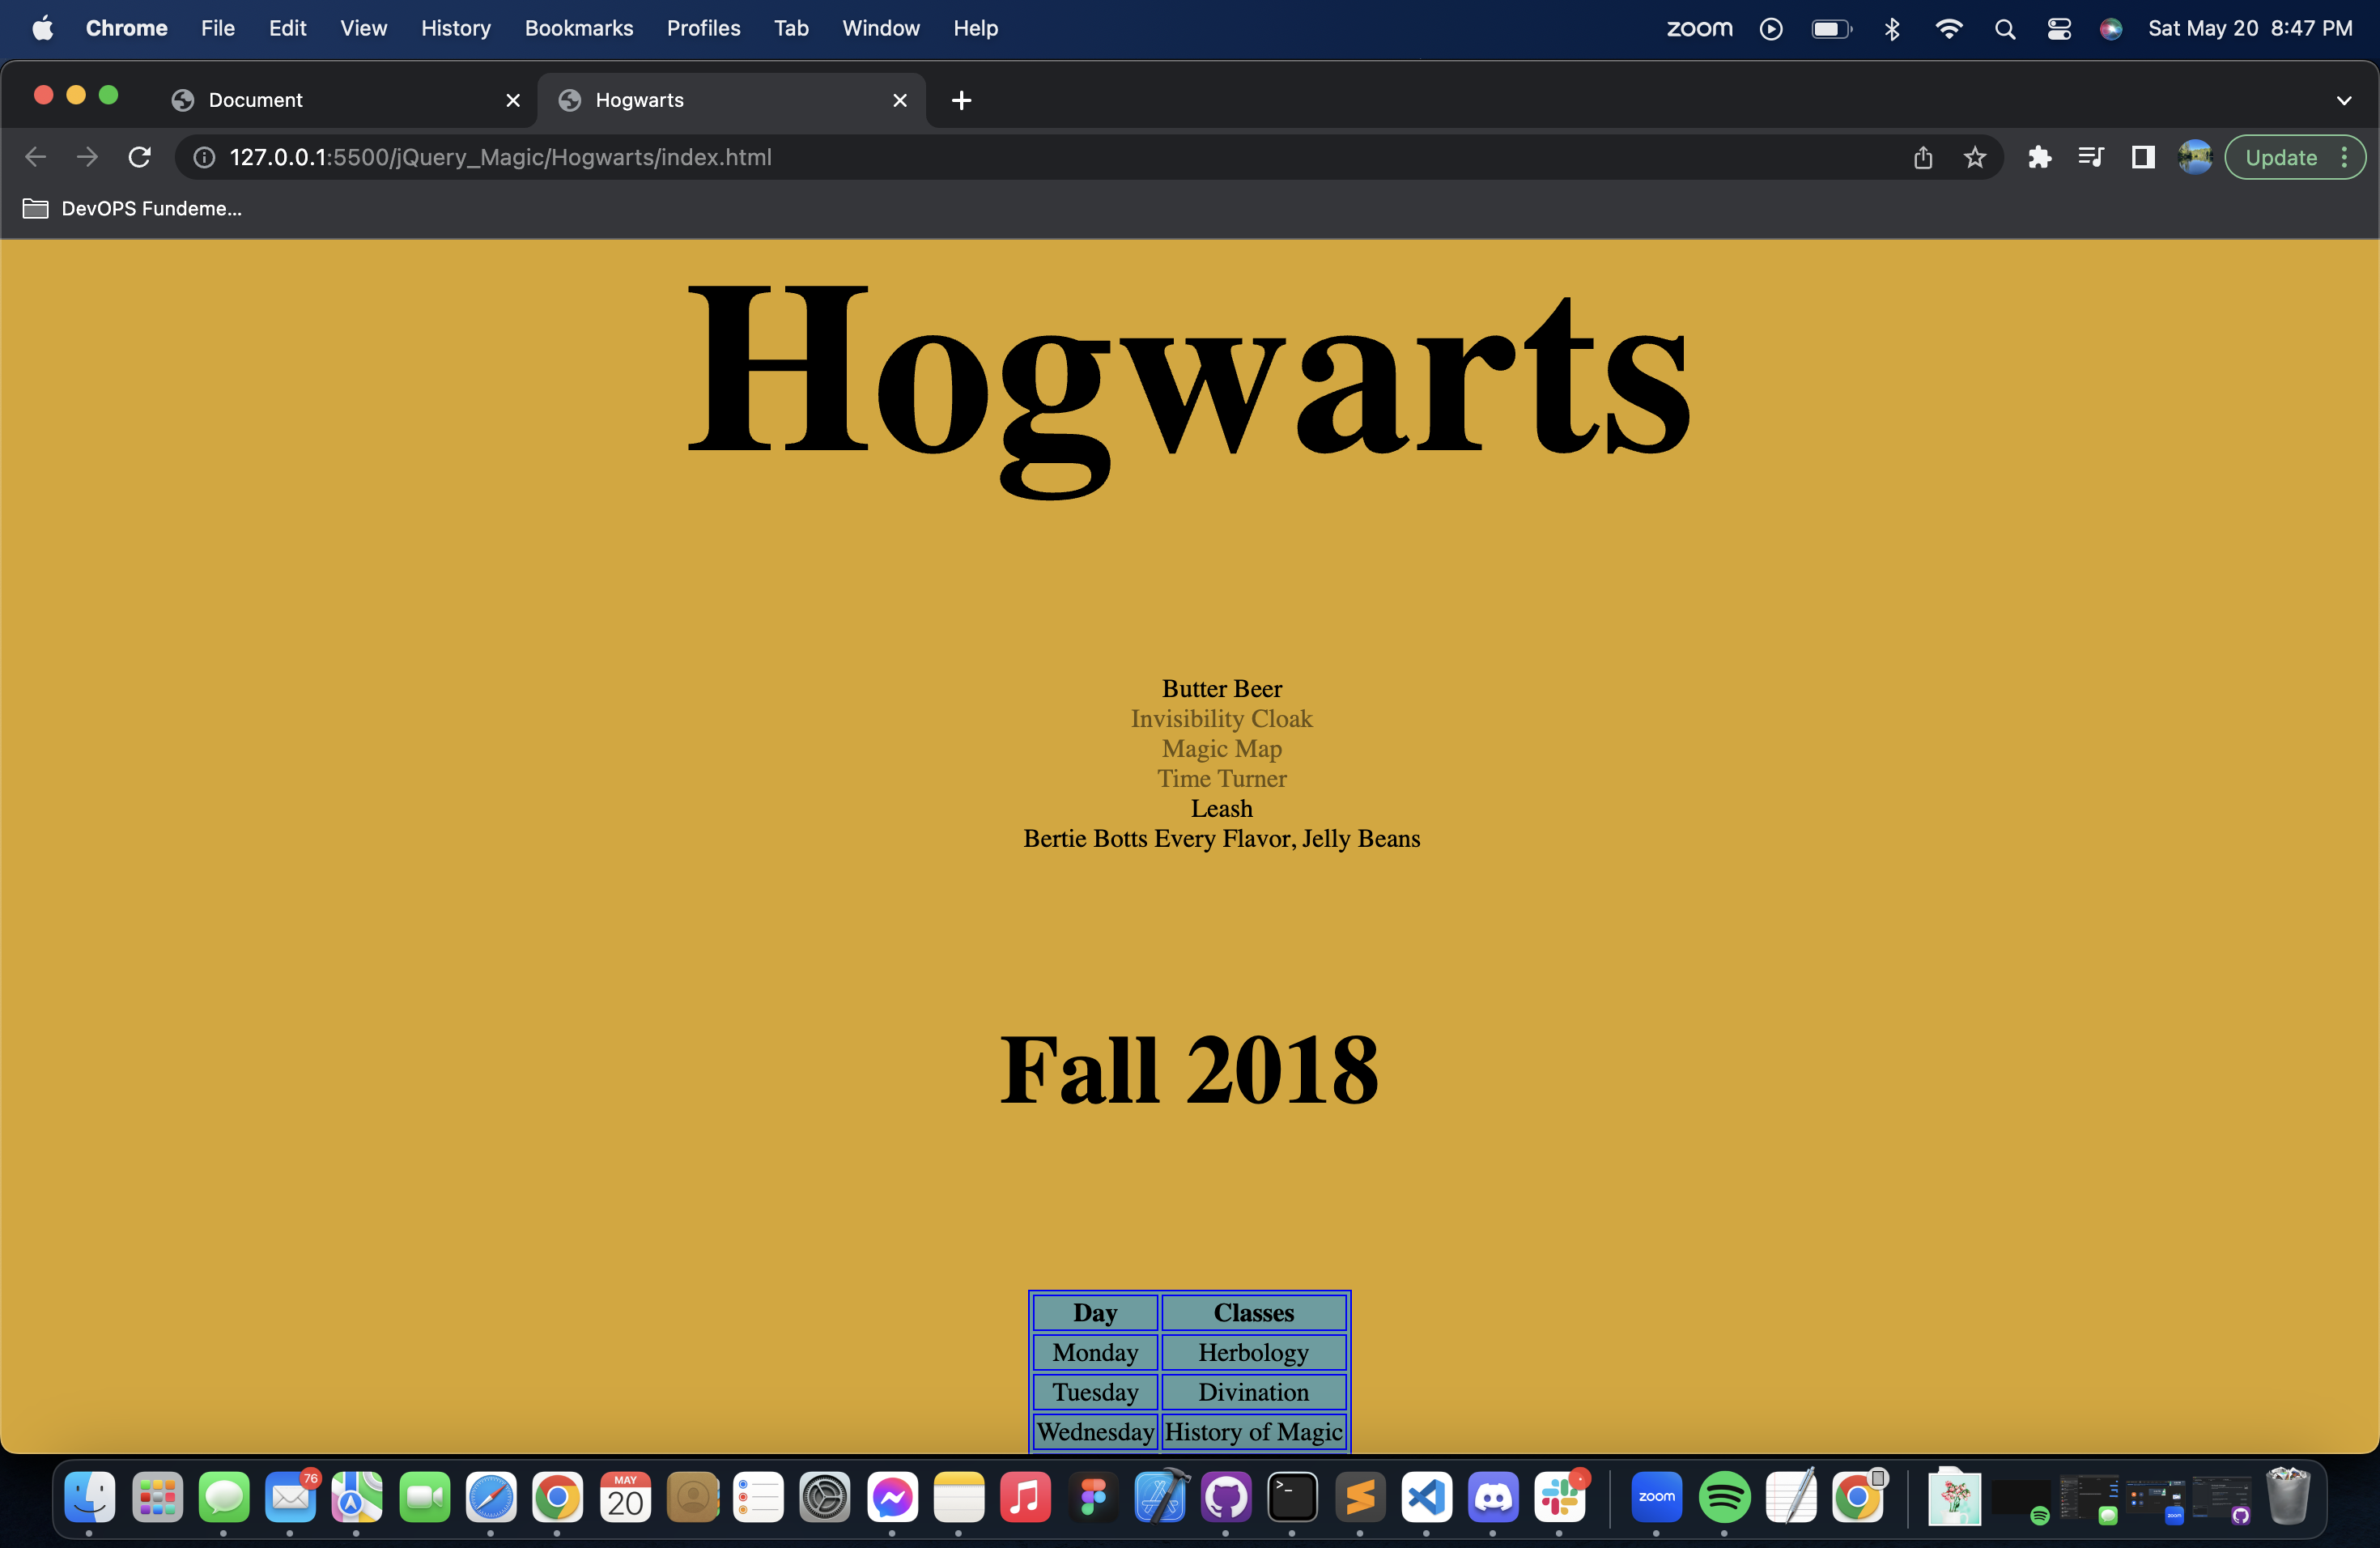 Chrome File Edit View History Bookmarks Profiles Tab Window Help zoom Sat May 20 8:47 PM
Document Hogwarts
127.0.0.1:5500/jQuery_Magic/Hogwarts/index.html Update
DevOPS Fundeme...
Hogwarts
Butter Beer
Invisibility Cloak
Magic Map
Time Turner
Leash
Bertie Botts Every Flavor, Jelly Beans
Fall 2018
Day Classes
Monday Herbology
Tuesday Divination
Wednesday History of Magic
76
MAY
20
zoom